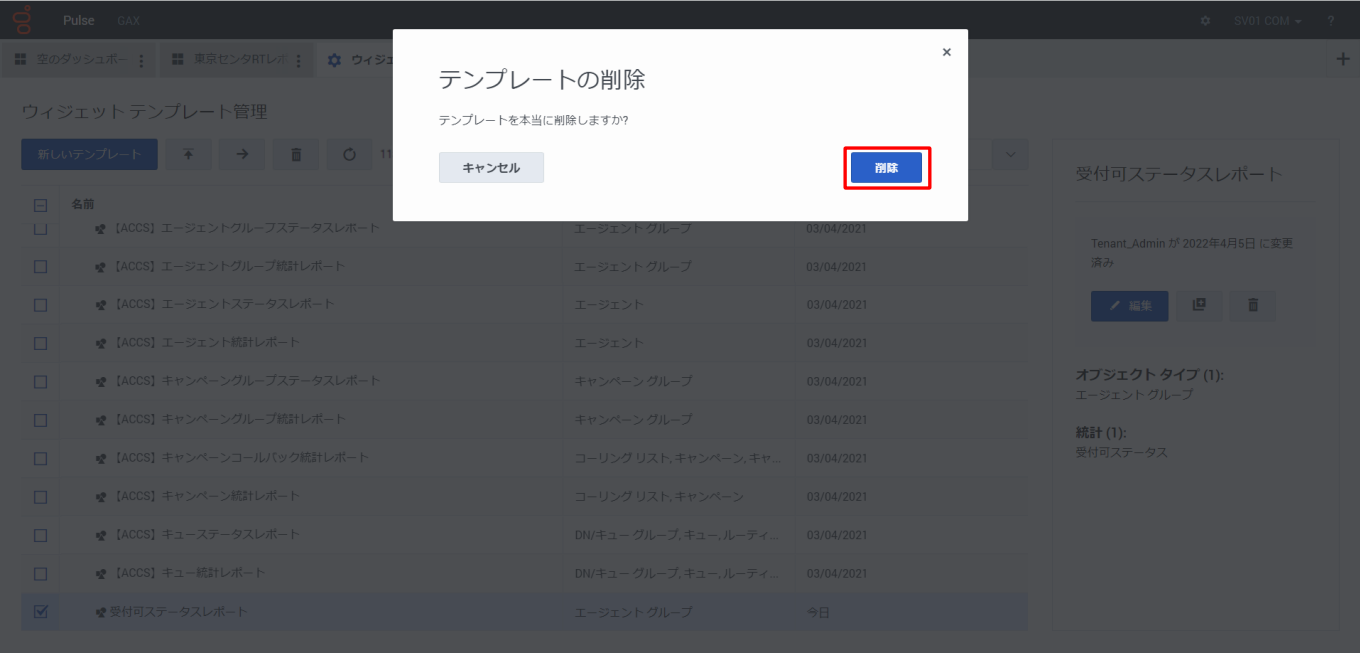 Pulse GAX SV01.COM ?
空のダッシュボー 東京センタRTレポ ウィジェ
テンプレートの削除
テンプレートを本当に削除しますか?
キャンセル 削除
ウィジェット テンプレート管理
新しいテンプレート 11
名前
【ACCS】エージェントグループステータスレポート エージェント グループ 03/04/2021
【ACCS】エージェントグループ統計レポート エージェント グループ 03/04/2021
【ACCS】エージェントステータスレポート エージェント 03/04/2021
【ACCS】エージェント統計レポート エージェント 03/04/2021
【ACCS】キャンペーングループステータスレポート キャンペーン グループ 03/04/2021
【ACCS】キャンペーングループ統計レポート キャンペーン グループ 03/04/2021
【ACCS】キャンペーンコールバック統計レポート コーリング リスト, キャンペーン, キャ... 03/04/2021
【ACCS】キャンペーン統計レポート コーリング リスト, キャンペーン 03/04/2021
【ACCS】キューステータスレポート DN/キュー グループ, キュー, ルーティ... 03/04/2021
【ACCS】キュー統計レポート DN/キュー グループ, キュー, ルーティ... 03/04/2021
受付可ステータスレポート エージェント グループ 今日
受付可ステータスレポート
Tenant_Admin が 2022年4月5日 に変更
済み
編集
オブジェクト タイプ (1):
エージェント グループ
統計 (1):
受付可ステータス